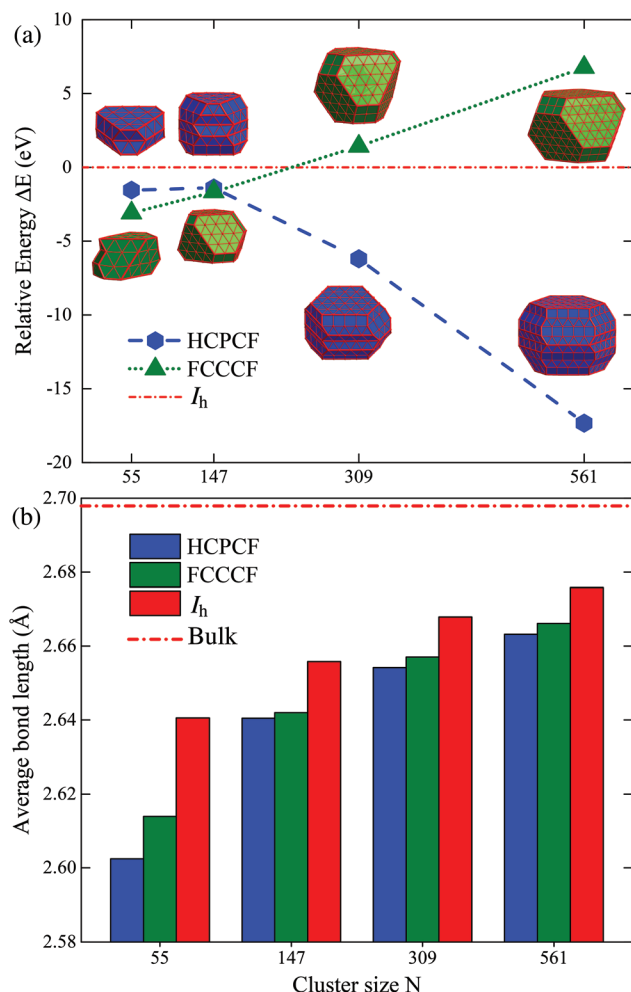 (a)
10
5
0
-5
-10
-15
-20
Relative Energy ΔE (eV)
HCPCF
FCCCF
Ih
55 147 309 561
(b)
2.70
2.68
2.66
2.64
2.62
2.60
2.58
Average bond length (Å)
HCPCF
FCCCF
Ih
Bulk
55 147 309 561
Cluster size N